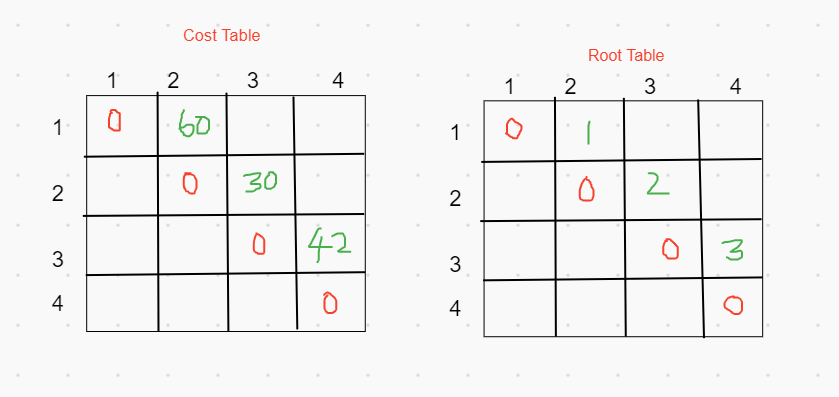 Cost Table
1 2 3 4
1 0 60
2 0 30
3 0 42
4 0
Root Table
1 2 3 4
1 0 1
2 0 2
3 0 3
4 0